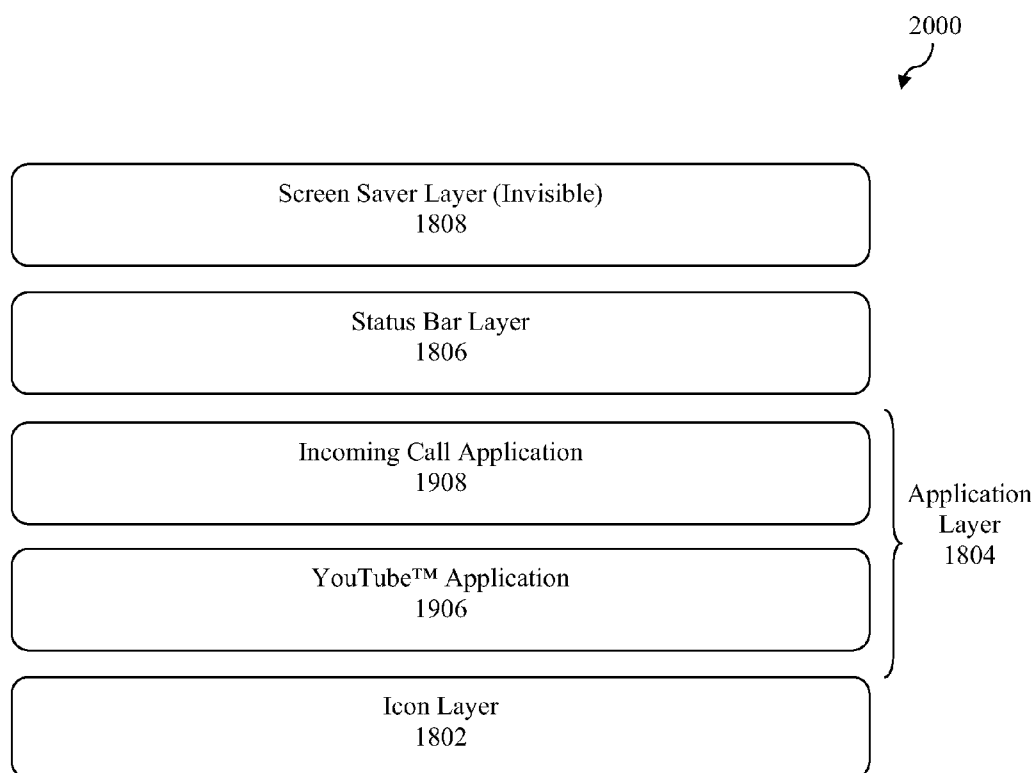 2000
Screen Saver Layer (Invisible)
1808
Status Bar Layer
1806
Incoming Call Application
1908
YouTube™ Application
1906
Application
Layer
1804
Icon Layer
1802